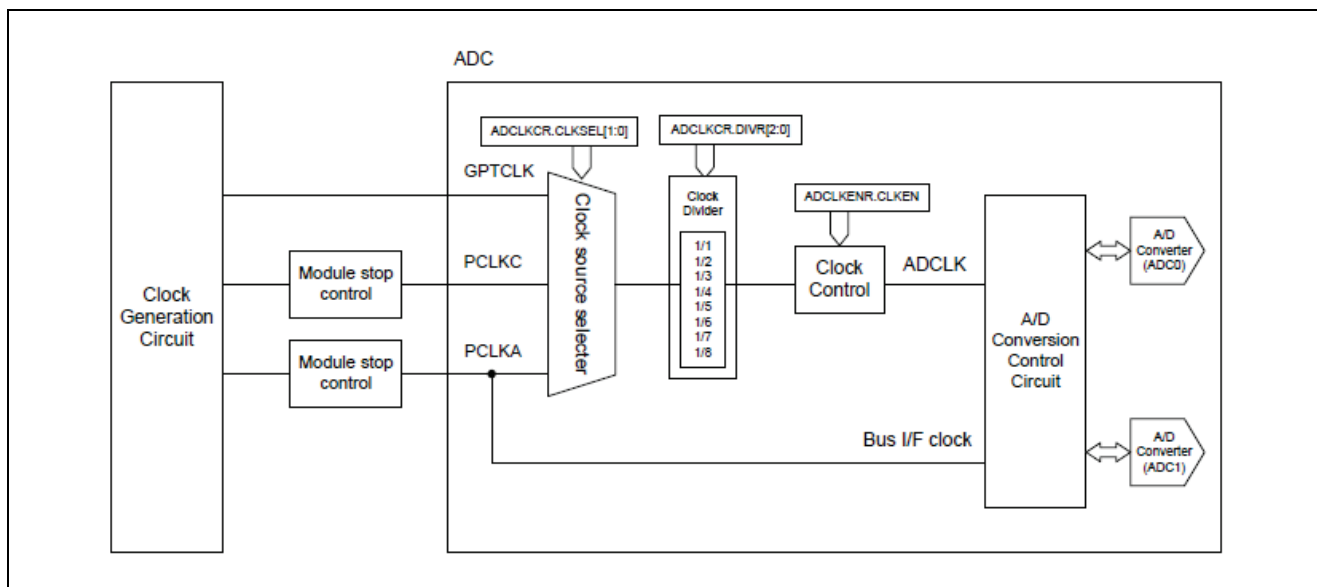 ADC
ADCLKCR.CLKSEL[1:0]
ADCLKCR.DIVR[2:0]
GPTCLK
Clock
Divider
ADCLKENR.CLKEN
1/1
1/2
1/3
1/4
1/5
1/6
1/7
1/8
Clock source selecter
Module stop
control
PCLKC
Clock
Control
ADCLK
A/D
Converter
(ADC0)
Clock
Generation
Circuit
Module stop
control
PCLKA
A/D
Conversion
Control
Circuit
Bus I/F clock
A/D
Converter
(ADC1)